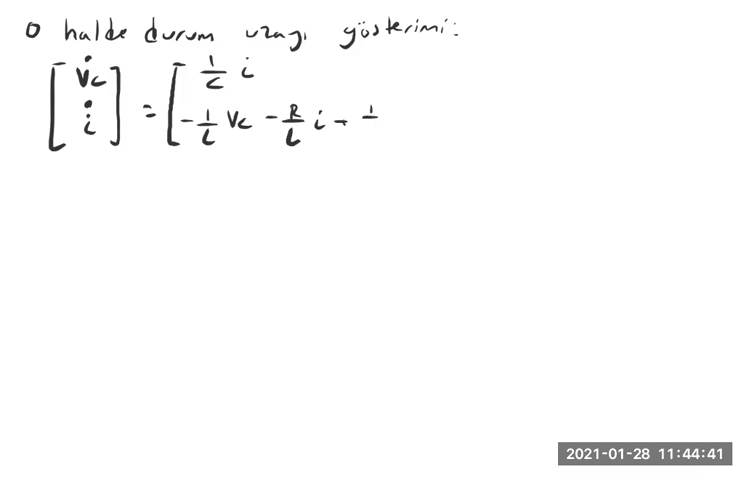 O halde durum uzayı gösterimi:
[ v̇c ] = [ 1/C i
[ i̇ ] [ -1/L Vc - R/L i + 1
2021-01-28 11:44:41